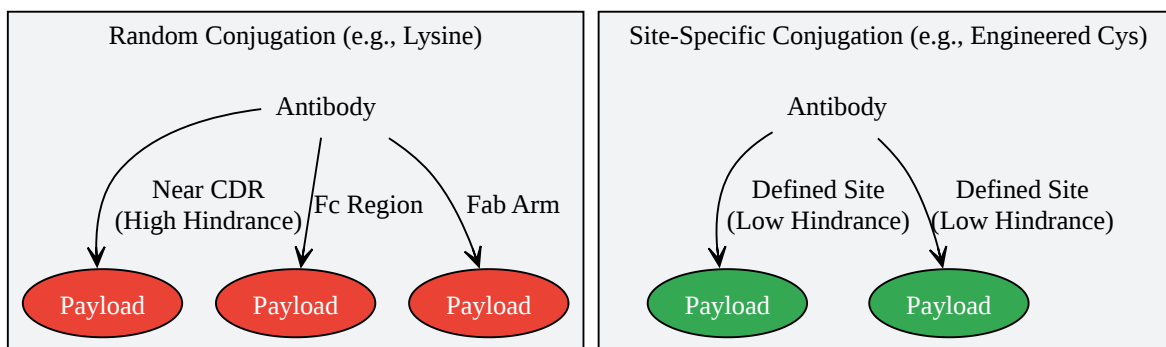 Random Conjugation (e.g., Lysine)
Antibody
Near CDR
(High Hindrance)
Fc Region
Fab Arm
Payload
Payload
Payload
Site-Specific Conjugation (e.g., Engineered Cys)
Antibody
Defined Site
(Low Hindrance)
Defined Site
(Low Hindrance)
Payload
Payload